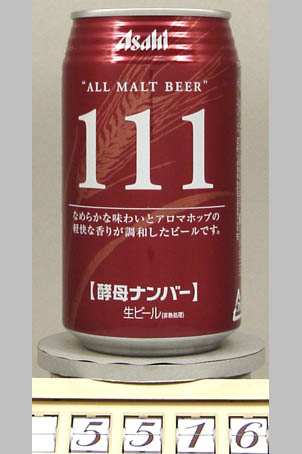 Asahi
"ALL MALT BEER"
111
なめらかな味わいとアロマホップの
軽快な香りが調和したビールです。
【酵母ナンバー】
生ビール(非熱処理)
5516